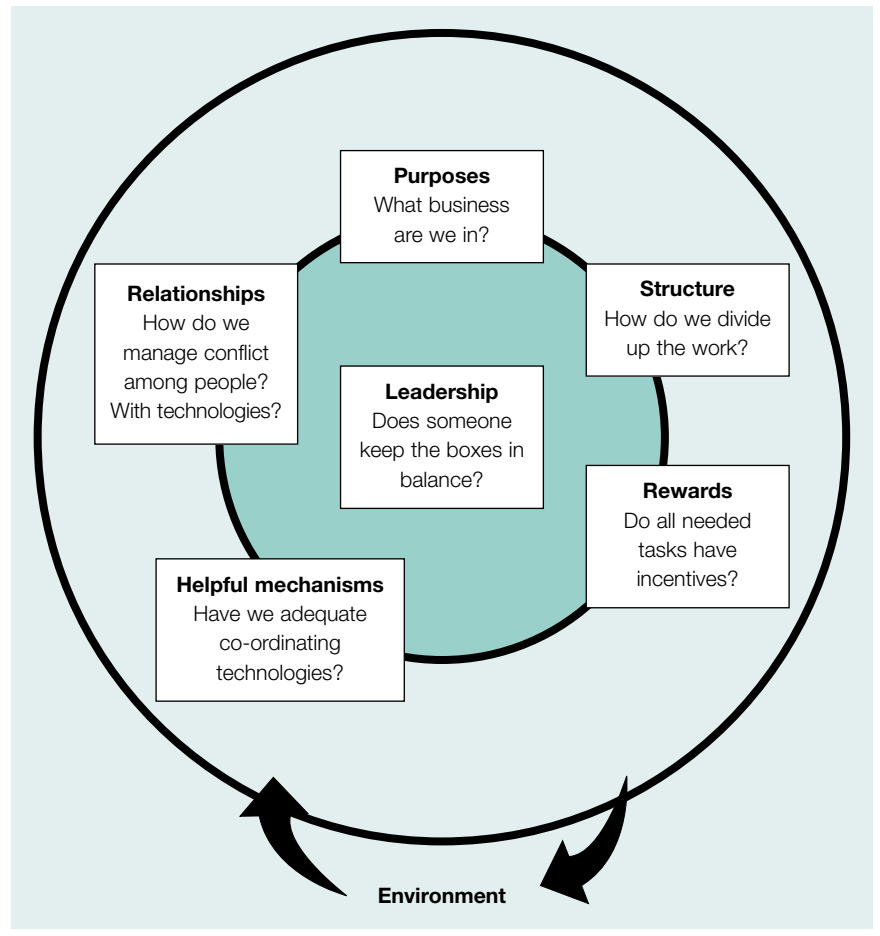 Purposes
What business
are we in?
Relationships
How do we
manage conflict
among people?
With technologies?
Structure
How do we divide
up the work?
Leadership
Does someone
keep the boxes in
balance?
Rewards
Do all needed
tasks have
incentives?
Helpful mechanisms
Have we adequate
co-ordinating
technologies?
Environment